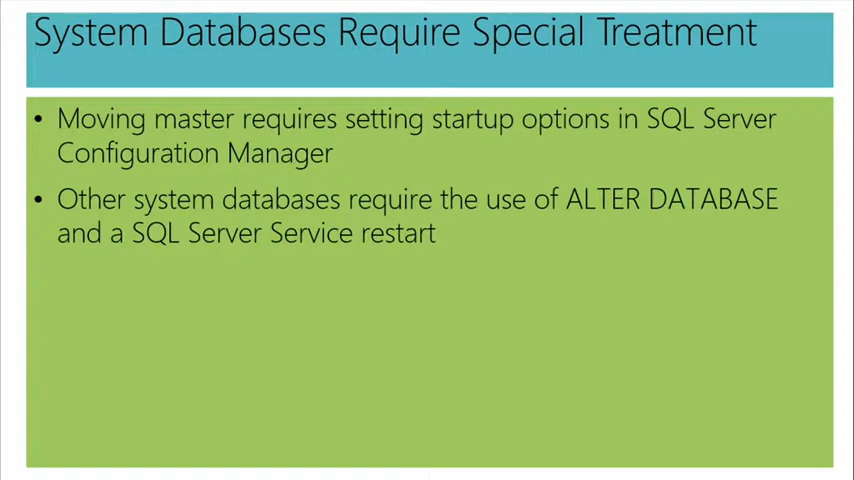 System Databases Require Special Treatment
• Moving master requires setting startup options in SQL Server
Configuration Manager
• Other system databases require the use of ALTER DATABASE
and a SQL Server Service restart